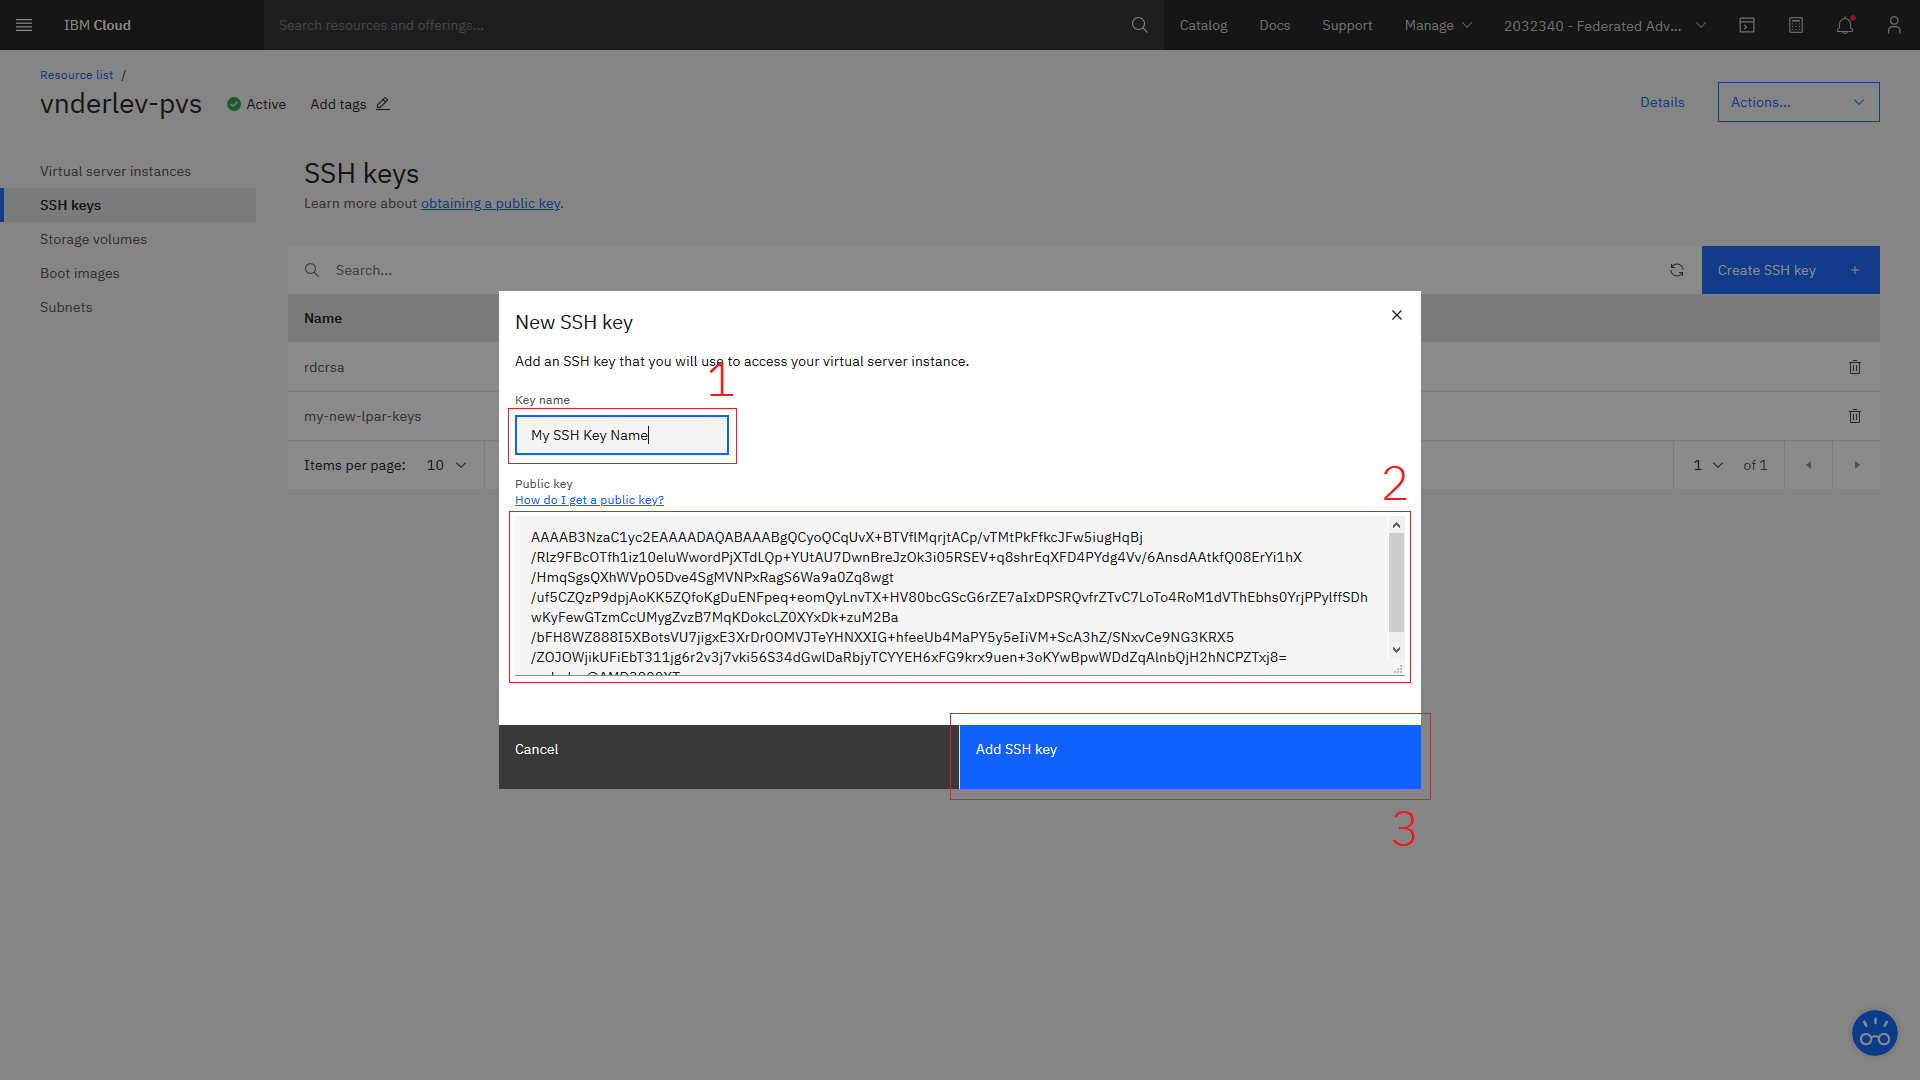 IBM Cloud
Search resources and offerings...
Catalog
Docs
Support
Manage
2032340 - Federated Adv...
Resource list /
vnderlev-pvs
Active
Add tags
Details
Actions...
Virtual server instances
SSH keys
Storage volumes
Boot images
Subnets
SSH keys
Learn more about obtaining a public key.
Search...
Create SSH key +
Name
rdcrsa
my-new-lpar-keys
Items per page: 10
1 of 1
New SSH key
Add an SSH key that you will use to access your virtual server instance.
1
Key name
My SSH Key Name
Public key
2
How do I get a public key?
AAAAB3NzaC1yc2EAAAADAQABAAABgQCyoQCqUvX+BTVflMqrjtACp/vTMtPkFfkcJFw5iugHqBj
/Rlz9FBcOTfh1iz10eluWwordPjXTdLQp+YUtAU7DwnBreJzOk3i05RSEV+q8shrEqXFD4PYdg4Vv/6AnsdAAtkfQ08ErYi1hX
/HmqSgsQXhWVpO5Dve4SgMVNPxRagS6Wa9a0Zq8wgt
/uf5CZQzP9dpjAoKK5ZQfoKgDuENFpeq+eomQyLnvTX+HV80bcGScG6rZE7aIxDPSRQvfrZTvC7LoTo4RoM1dVThEbhs0YrjPPylffSDh
wKyFewGTzmCcUMygZvzB7MqKDokcLZ0XYxDk+zuM2Ba
/bFH8WZ888I5XBotsVU7jigxE3XrDr0OMVJTeYHNXXIG+hfeeUb4MaPY5y5eIiVM+ScA3hZ/SNxvCe9NG3KRX5
/ZOJOWjikUFiEbT311jg6r2v3j7vki56S34dGwlDaRbjyTCYYEH6xFG9krx9uen+3oKYwBpwWDdZqAlnbQjH2hNCPZTxj8=
Cancel
Add SSH key
3